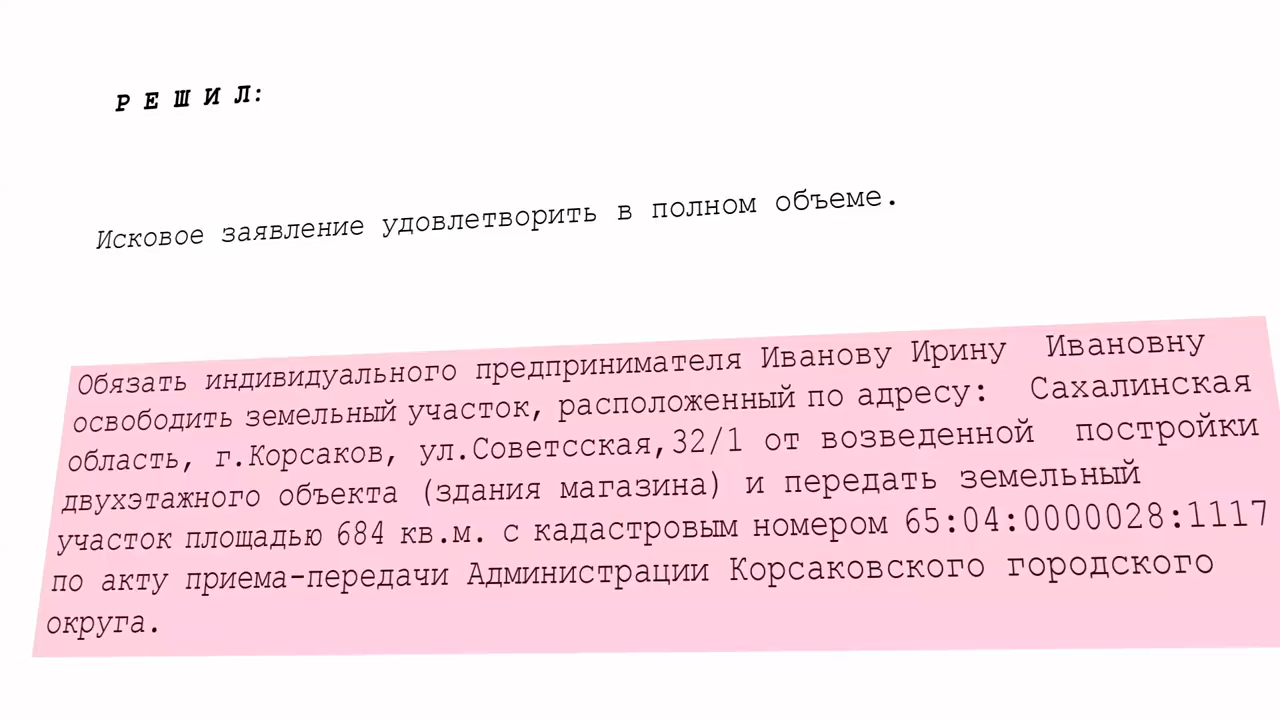 Р Е Ш И Л:
Исковое заявление удовлетворить в полном объеме.
Обязать индивидуального предпринимателя Иванову Ирину Ивановну
освободить земельный участок, расположенный по адресу: Сахалинская
область, г.Корсаков, ул.Советсская,32/1 от возведенной постройки
двухэтажного объекта (здания магазина) и передать земельный
участок площадью 684 кв.м. с кадастровым номером 65:04:0000028:1117
по акту приема-передачи Администрации Корсаковского городского
округа.